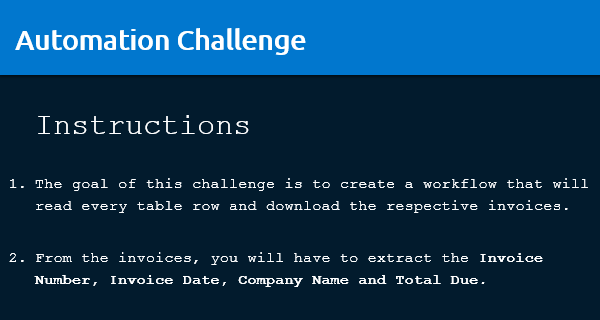 Automation Challenge
Instructions
1. The goal of this challenge is to create a workflow that will
read every table row and download the respective invoices.
2. From the invoices, you will have to extract the Invoice
Number, Invoice Date, Company Name and Total Due.